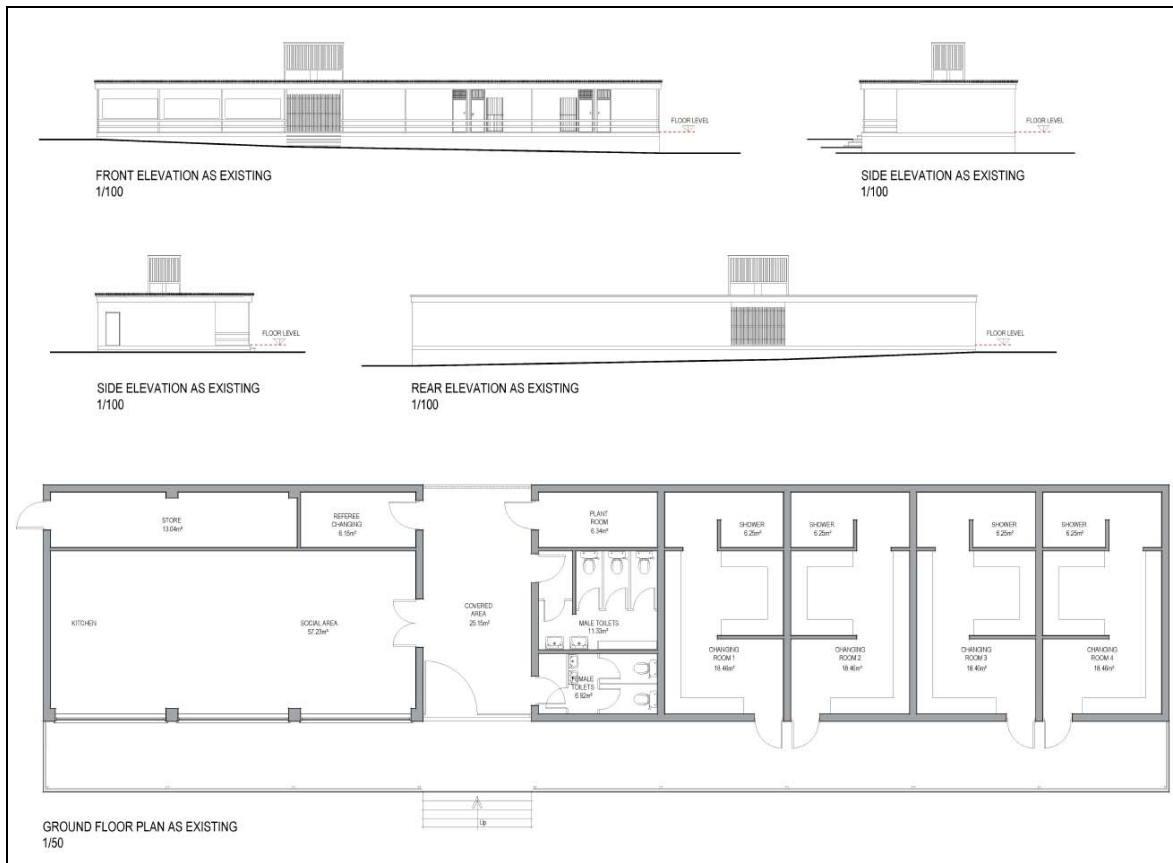 FLOOR LEVEL
FLOOR LEVEL
FRONT ELEVATION AS EXISTING
1/100
SIDE ELEVATION AS EXISTING
1/100
FLOOR LEVEL
FLOOR LEVEL
SIDE ELEVATION AS EXISTING
1/100
REAR ELEVATION AS EXISTING
1/100
STORE
13.04m²
REFEREE
CHANGING
6.15m²
PLANT
ROOM
6.34m²
SHOWER
6.25m²
SHOWER
6.25m²
SHOWER
6.25m²
SHOWER
6.25m²
KITCHEN
SOCIAL AREA
57.23m²
COVERED
AREA
25.15m²
MALE TOILETS
11.33m²
FEMALE
TOILETS
6.92m²
CHANGING
ROOM 1
18.46m²
CHANGING
ROOM 2
18.46m²
CHANGING
ROOM 3
18.46m²
CHANGING
ROOM 4
18.46m²
Up
GROUND FLOOR PLAN AS EXISTING
1/50